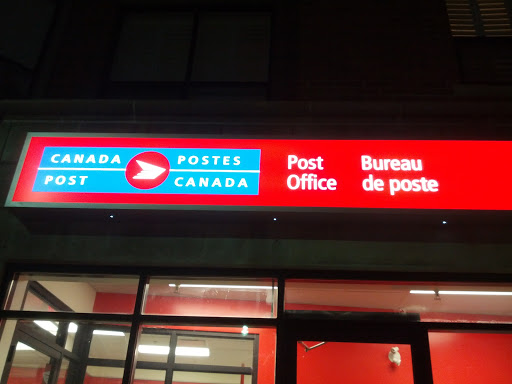 CANADA POSTES
POST CANADA
Post Bureau
Office de poste